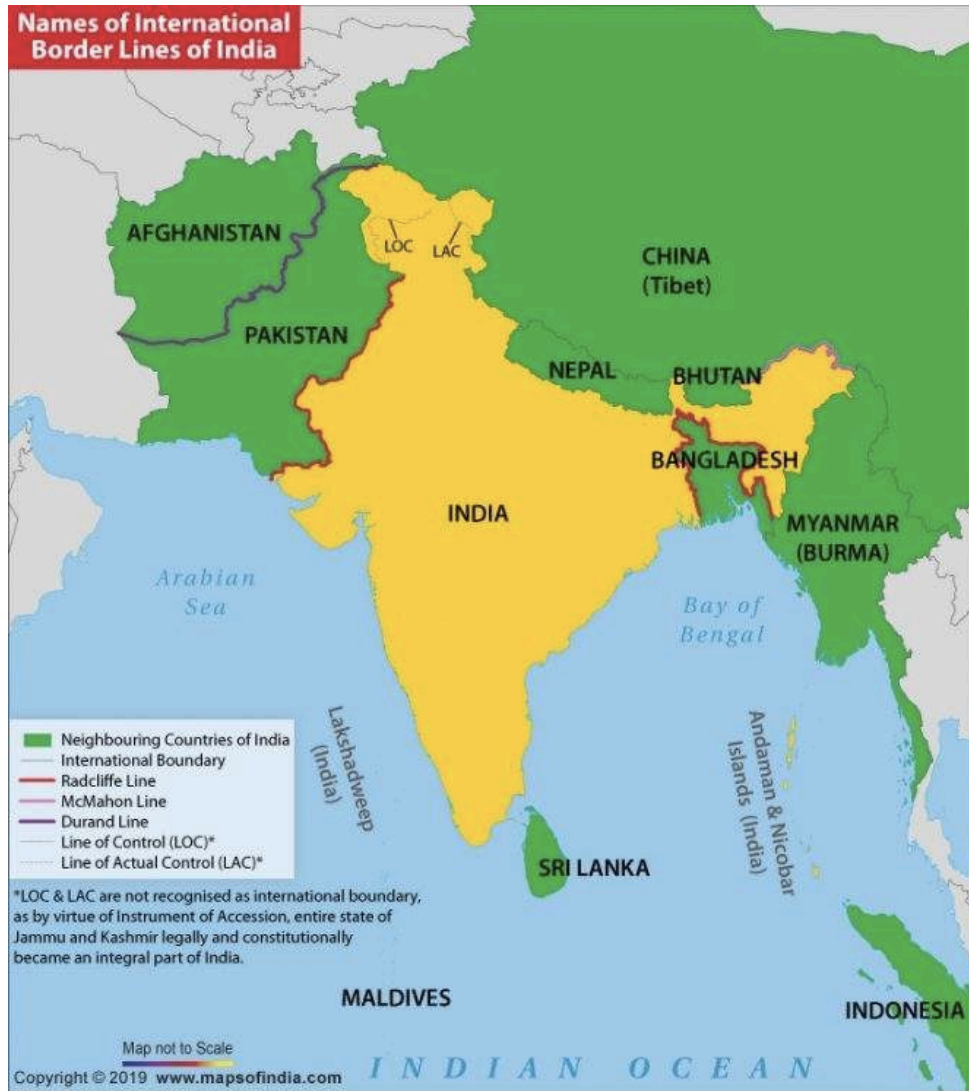 Names of International
Border Lines of India
AFGHANISTAN
LOC
LAC
CHINA
(Tibet)
PAKISTAN
NEPAL
BHUTAN
BANGLADESH
INDIA
MYANMAR
(BURMA)
Arabian
Sea
Bay of
Bengal
Lakshadweep
(India)
Andaman & Nicobar
Islands (India)
Neighbouring Countries of India
International Boundary
Radcliffe Line
McMahon Line
Durand Line
Line of Control (LOC)*
Line of Actual Control (LAC)*
SRI LANKA
*LOC & LAC are not recognised as international boundary,
as by virtue of Instrument of Accession, entire state of
Jammu and Kashmir legally and constitutionally
became an integral part of India.
MALDIVES
INDONESIA
Map not to Scale
INDIAN OCEAN
Copyright © 2019 www.mapsofindia.com